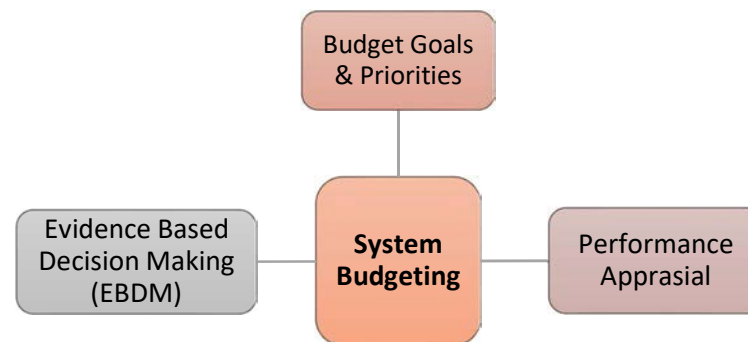 Budget Goals
& Priorities
Evidence Based
Decision Making
(EBDM)
System
Budgeting
Performance
Apprasial